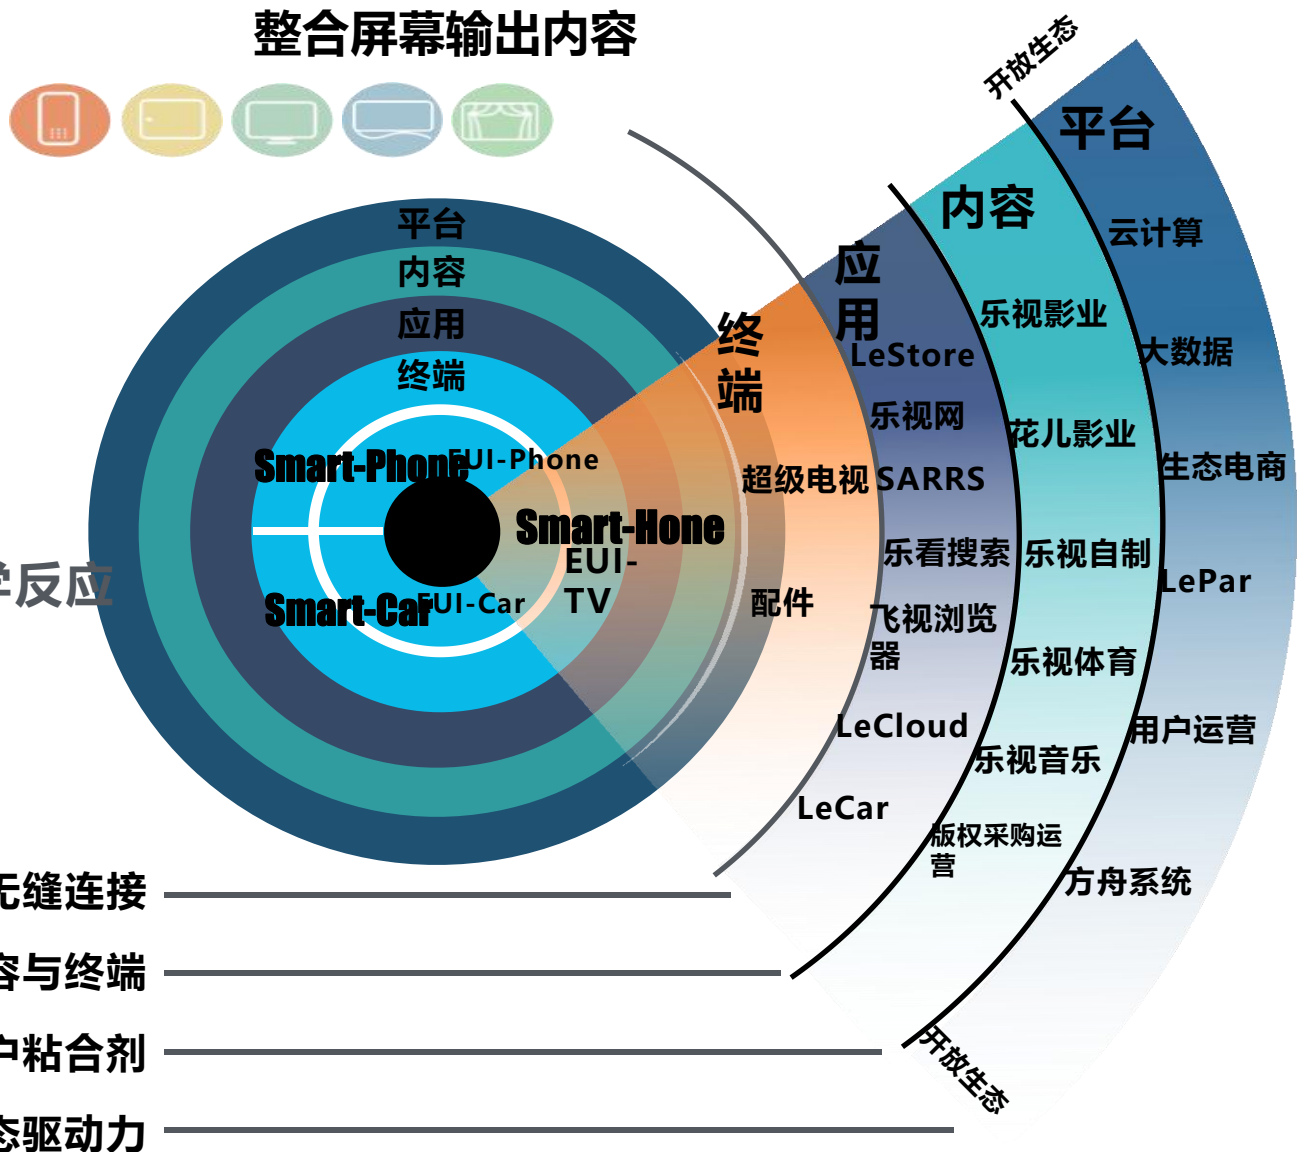 整合屏幕输出内容
开放生态
平台
内容
云计算
应
用
平台
内容
应用
终端
终
端
乐视影业
大数据
LeStore
乐视网
花儿影业
生态电商
Smart-Phone
EUI-Phone
超级电视
SARRS
Smart-Hone
EUI-
TV
乐看搜索
乐视自制
LePar
学反应
Smart-Car
EUI-Car
配件
飞视浏览
器
乐视体育
LeCloud
用户运营
乐视音乐
LeCar
版权采购运
营
方舟系统
无缝连接
容与终端
户粘合剂
态驱动力
开放生态